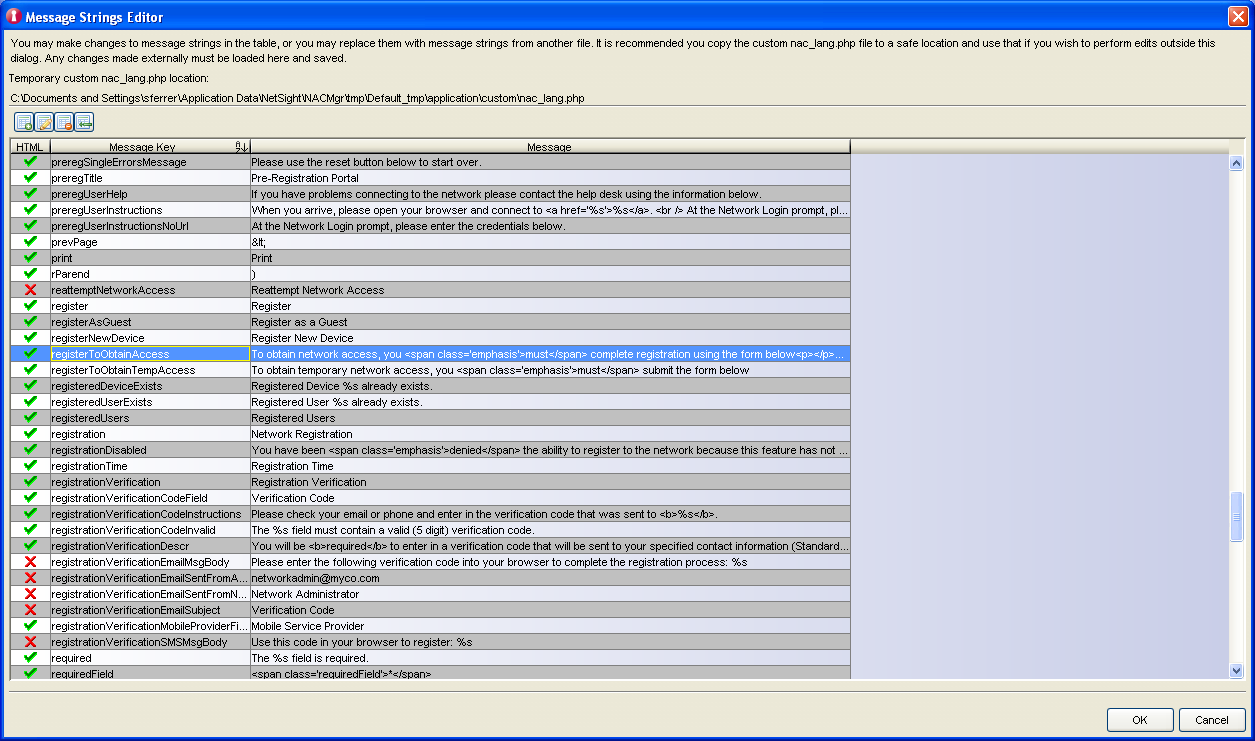 Message Strings Editor
You may make changes to message strings in the table, or you may replace them with message strings from another file. It is recommended you copy the custom nac_lang.php file to a safe location and use that if you wish to perform edits outside this
dialog. Any changes made externally must be loaded here and saved.
Temporary custom nac_lang.php location:
C:\Documents and Settings\sferrer\Application Data\NetSight\NACMgr\tmp\Default_tmp\application\custom\nac_lang.php
HTML Message Key Message
preregSingleErrorsMessage Please use the reset button below to start over.
preregTitle Pre-Registration Portal
preregUserHelp If you have problems connecting to the network please contact the help desk using the information below.
preregUserInstructions When you arrive, please open your browser and connect to <a href='%s'>%s</a>. <br /> At the Network Login prompt, pl...
preregUserInstructionsNoUrl At the Network Login prompt, please enter the credentials below.
prevPage &lt;
print Print
rParend )
reattemptNetworkAccess Reattempt Network Access
register Register
registerAsGuest Register as a Guest
registerNewDevice Register New Device
registerToObtainAccess To obtain network access, you <span class='emphasis'>must</span> complete registration using the form below<p></p>...
registerToObtainTempAccess To obtain temporary network access, you <span class='emphasis'>must</span> submit the form below
registeredDeviceExists Registered Device %s already exists.
registeredUserExists Registered User %s already exists.
registeredUsers Registered Users
registration Network Registration
registrationDisabled You have been <span class='emphasis'>denied</span> the ability to register to the network because this feature has not ...
registrationTime Registration Time
registrationVerification Registration Verification
registrationVerificationCodeField Verification Code
registrationVerificationCodeInstructions Please check your email or phone and enter in the verification code that was sent to <b>%s</b>.
registrationVerificationCodeInvalid The %s field must contain a valid (5 digit) verification code.
registrationVerificationDescr You will be <b>required</b> to enter in a verification code that will be sent to your specified contact information (Standard...
registrationVerificationEmailMsgBody Please enter the following verification code into your browser to complete the registration process: %s
registrationVerificationEmailSentFromA... networkadmin@myco.com
registrationVerificationEmailSentFromN... Network Administrator
registrationVerificationEmailSubject Verification Code
registrationVerificationMobileProviderFi... Mobile Service Provider
registrationVerificationSMSMsgBody Use this code in your browser to register: %s
required The %s field is required.
requiredField <span class='requiredField'>*</span>
OK Cancel